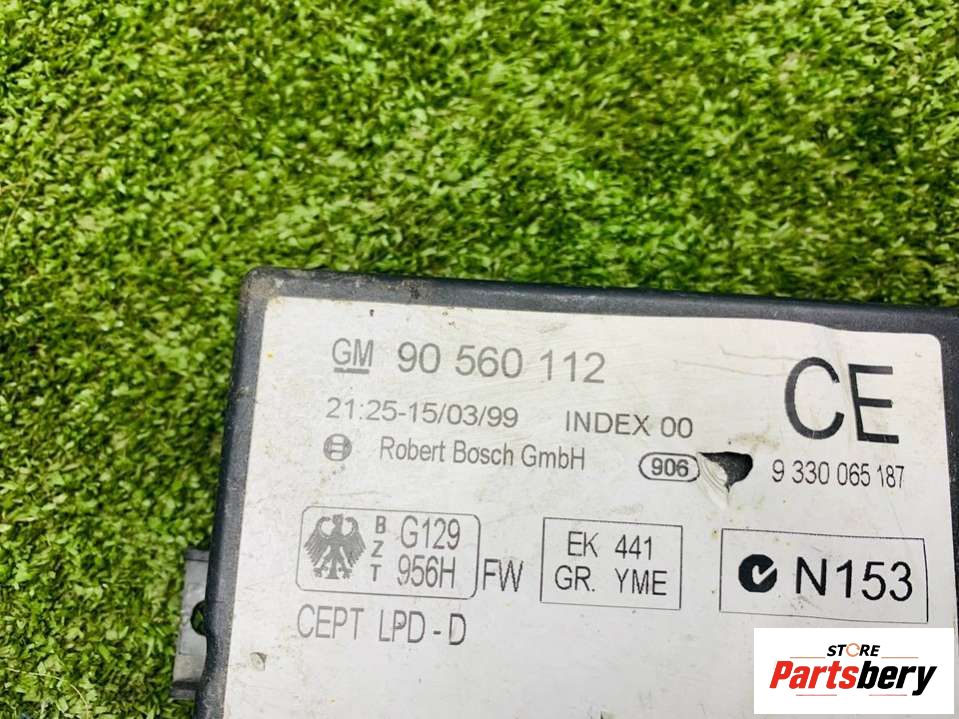 GM 90 560 112
21:25-15/03/99 INDEX 00
CE
Robert Bosch GmbH
906
9 330 065 187
BZT G129
956H
FW
EK 441
GR. YME
N153
CEPT LPD-D
STORE
Partsbery